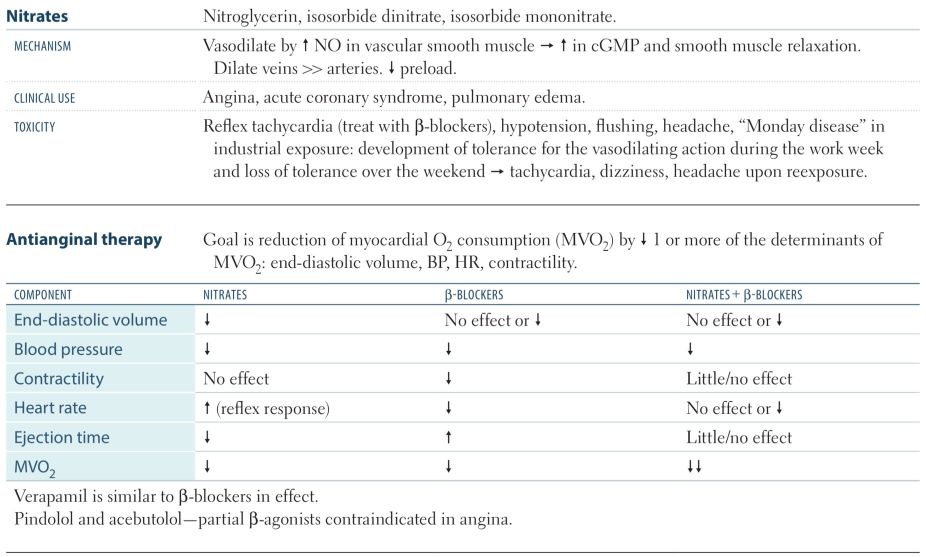 Nitrates Nitroglycerin, isosorbide dinitrate, isosorbide mononitrate.
MECHANISM Vasodilate by ↑ NO in vascular smooth muscle → ↑ in cGMP and smooth muscle relaxation.
Dilate veins >> arteries. ↓ preload.
CLINICAL USE Angina, acute coronary syndrome, pulmonary edema.
TOXICITY Reflex tachycardia (treat with β-blockers), hypotension, flushing, headache, “Monday disease” in
industrial exposure: development of tolerance for the vasodilating action during the work week
and loss of tolerance over the weekend → tachycardia, dizziness, headache upon reexposure.
Antianginal therapy Goal is reduction of myocardial O₂ consumption (MVO₂) by ↓ 1 or more of the determinants of
MVO₂: end-diastolic volume, BP, HR, contractility.
COMPONENT NITRATES β-BLOCKERS NITRATES + β-BLOCKERS
End-diastolic volume ↓ No effect or ↓ No effect or ↓
Blood pressure ↓ ↓ ↓
Contractility No effect ↓ Little/no effect
Heart rate ↑ (reflex response) ↓ No effect or ↓
Ejection time ↓ ↑ Little/no effect
MVO₂ ↓ ↓ ↓↓
Verapamil is similar to β-blockers in effect.
Pindolol and acebutolol—partial β-agonists contraindicated in angina.